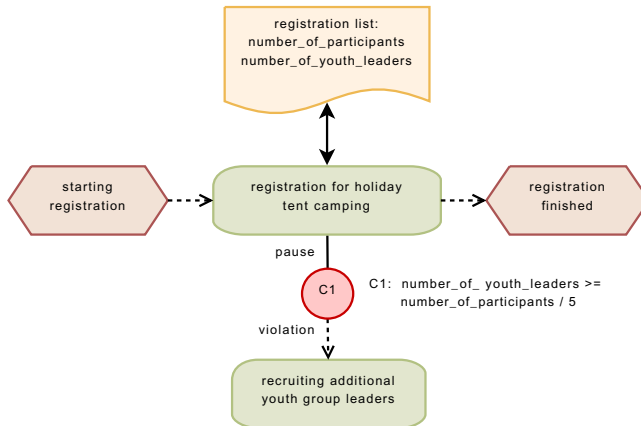 registration list:
number_of_participants
number_of_youth_leaders
starting
registration
registration for holiday
tent camping
registration
finished
pause
C1
C1: number_of_ youth_leaders >=
number_of_participants / 5
violation
recruiting additional
youth group leaders